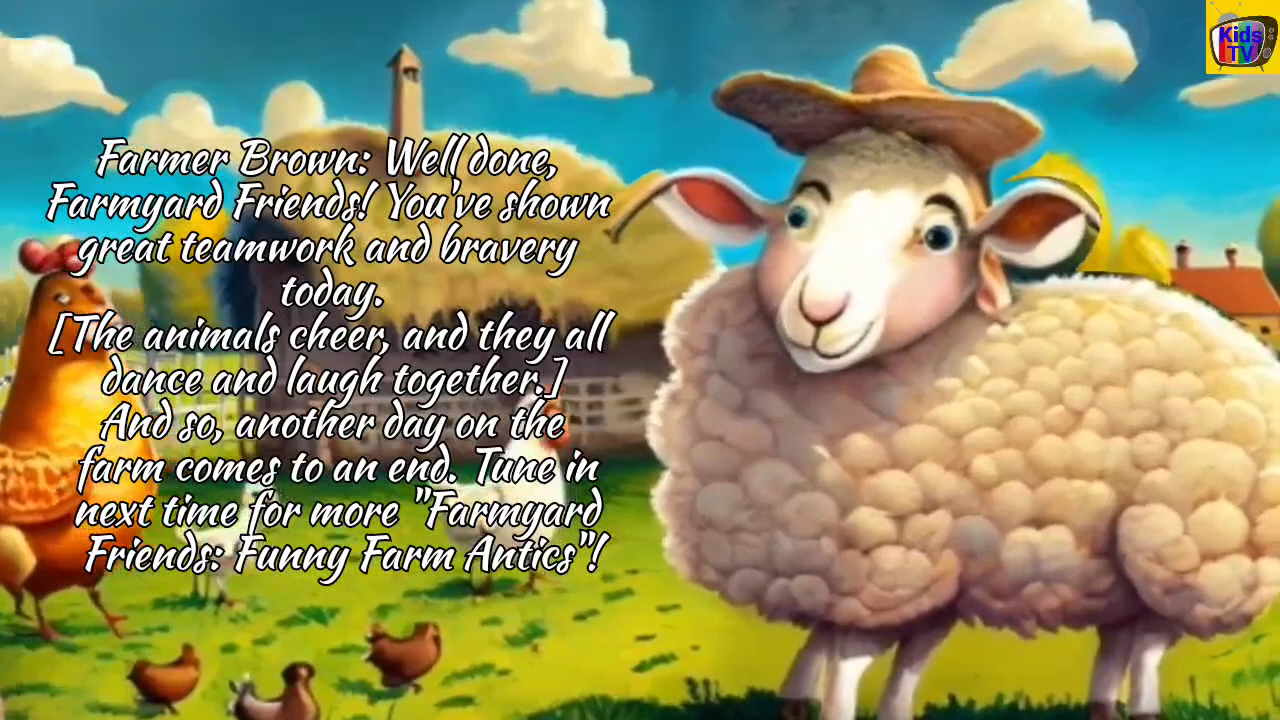 Kids
TV
Farmer Brown: Well done,
Farmyard Friends! You've shown
great teamwork and bravery
today.
[The animals cheer, and they all
dance and laugh together.]
And so, another day on the
farm comes to an end. Tune in
next time for more "Farmyard
Friends: Funny Farm Antics"!